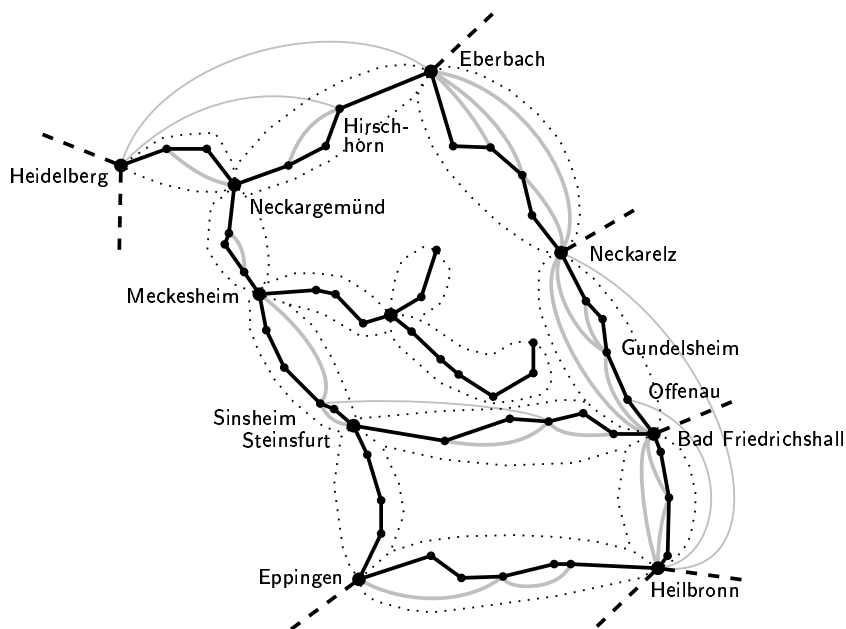 Eberbach
Hirsch-
horn
Heidelberg
Neckargemünd
Neckarelz
Meckesheim
Gundelsheim
Offenau
Sinsheim
Steinsfurt
Bad Friedrichshall
Eppingen
Heilbronn